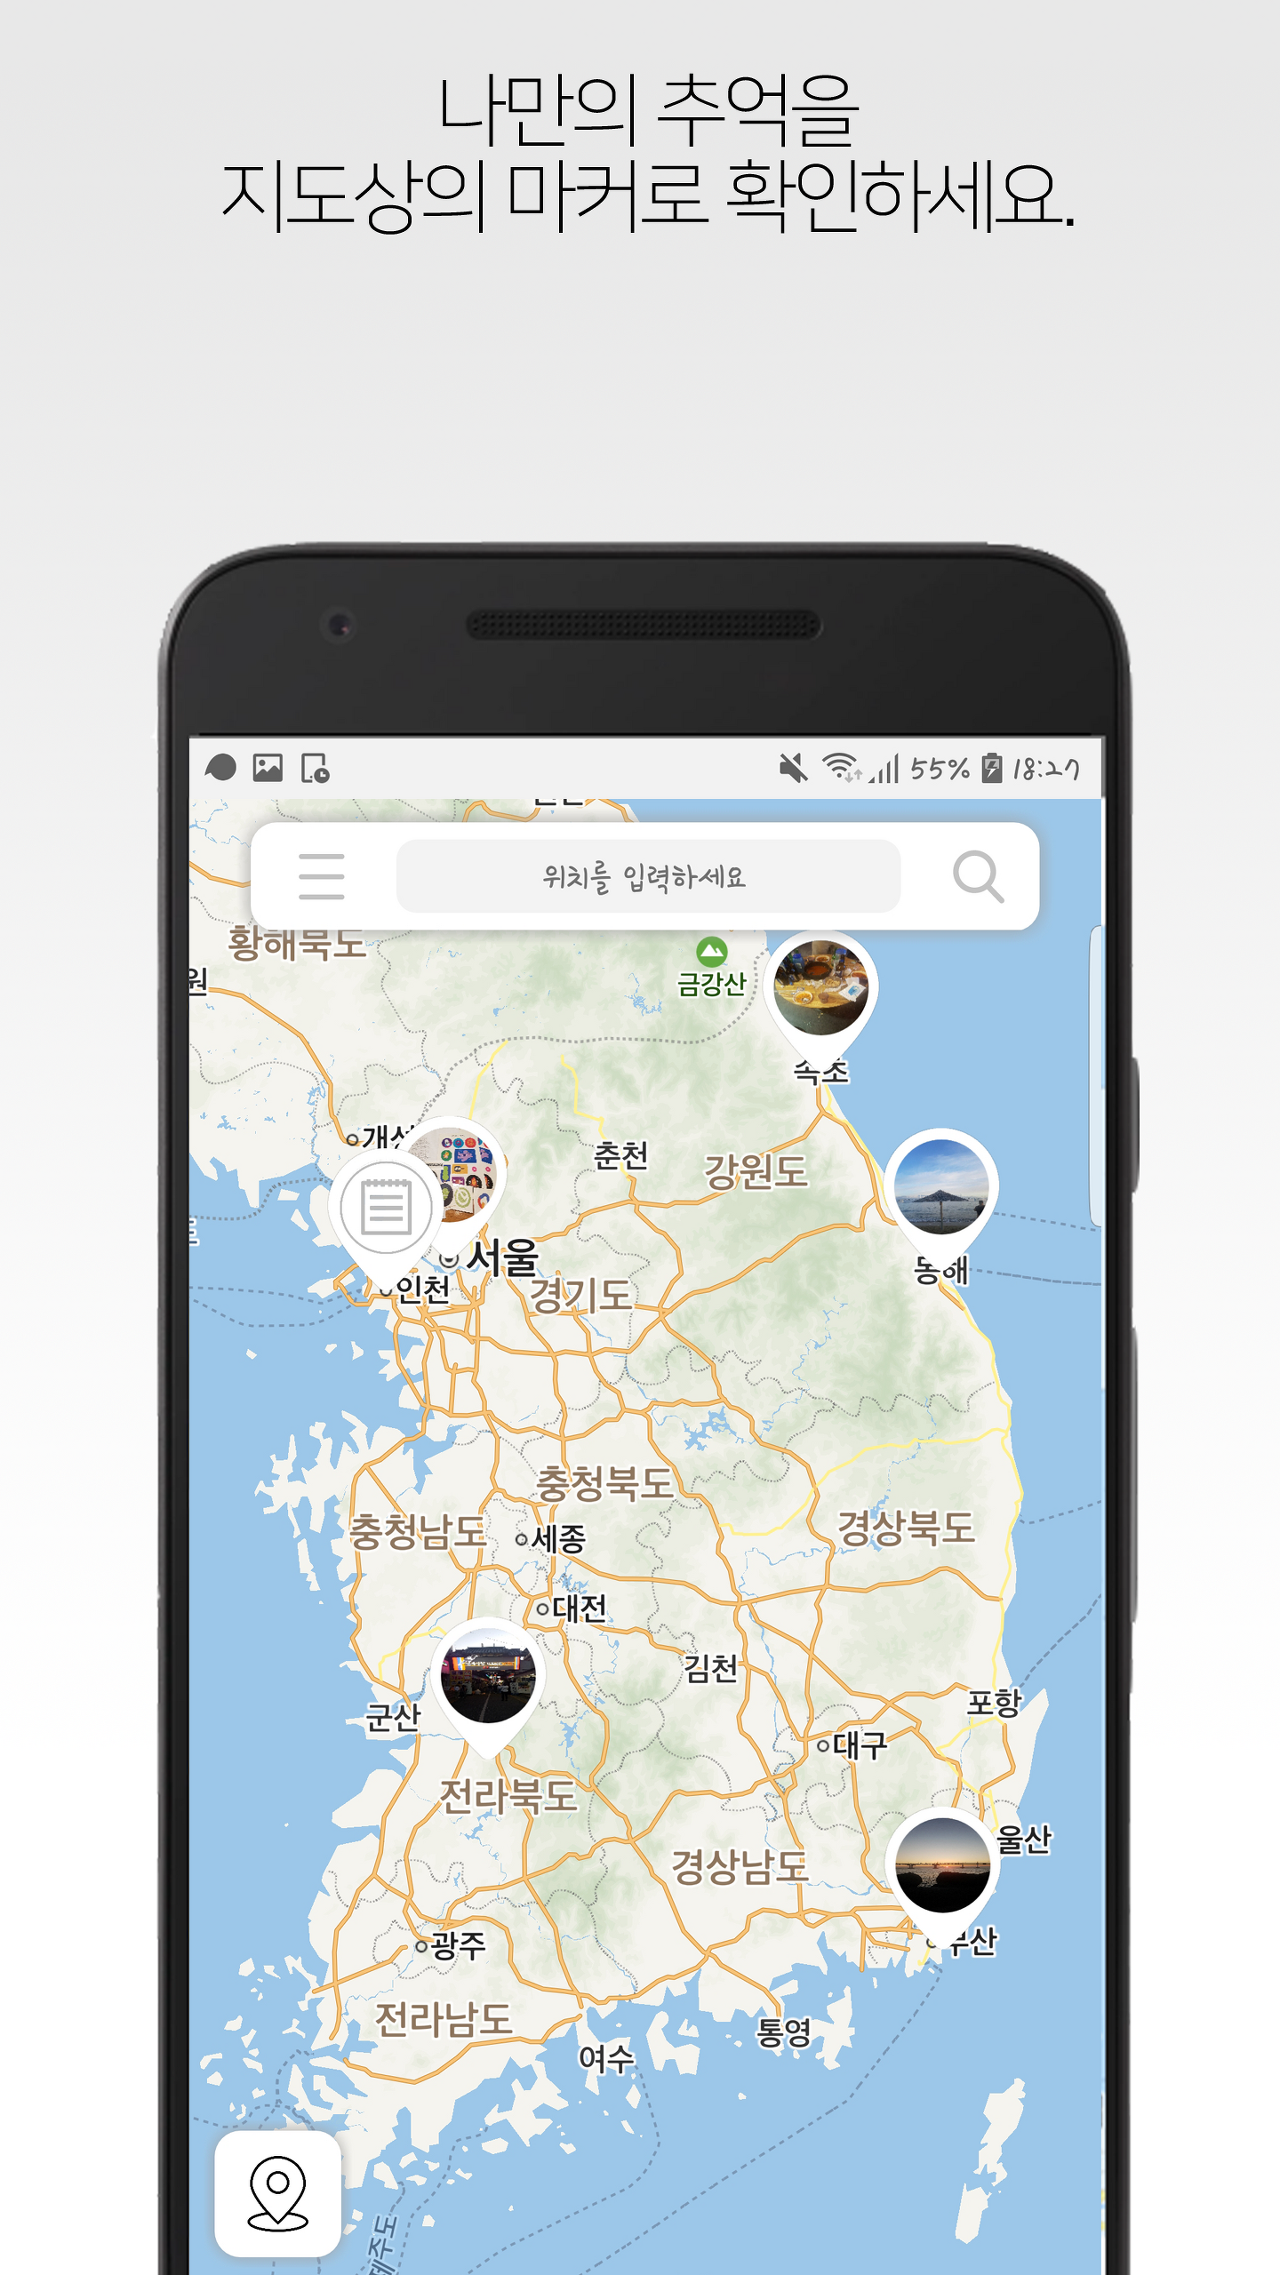 나만의 추억을
지도상의 마커로 확인하세요.
55% 18:27
위치를 입력하세요
황해북도
원
금강산
속초
개성
춘천
강원도
서울
동해
인천
경기도
충청북도
충청남도
세종
경상북도
대전
김천
군산
포항
대구
전라북도
울산
경상남도
부산
광주
전라남도
통영
여수
제주도